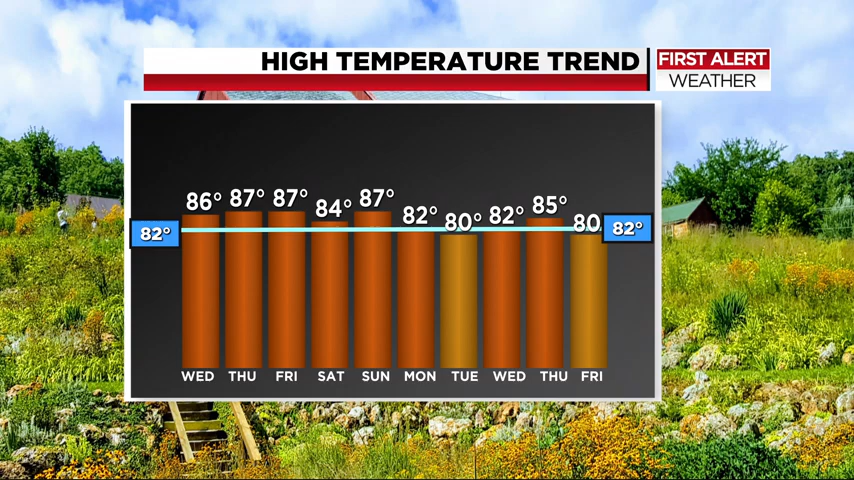 HIGH TEMPERATURE TREND
FIRST ALERT
WEATHER
86° 87° 87° 84° 87° 82° 80° 82° 85° 80
82° 82°
WED THU FRI SAT SUN MON TUE WED THU FRI